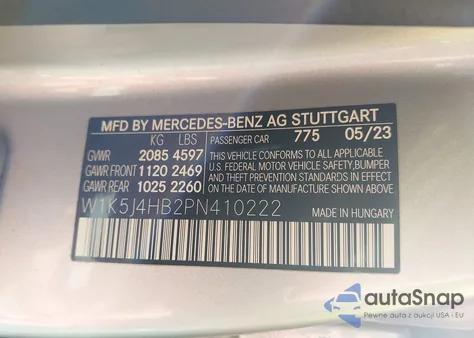 MFD BY MERCEDES-BENZ AG STUTTGART
KG LBS PASSENGER CAR 775 05/23
GVWR 2085 4597 THIS VEHICLE CONFORMS TO ALL APPLICABLE
GAWR FRONT 1120 2469 U.S. FEDERAL MOTOR VEHICLE SAFETY,BUMPER
GAWR REAR 1025 2260 AND THEFT PREVENTION STANDARDS IN EFFECT
ON THE DATE OF MANUFACTURE SHOWN ABOVE.
W1K5J4HB2PN410222 MADE IN HUNGARY
autoSnap
Pewne auta z aukcji USA i EU